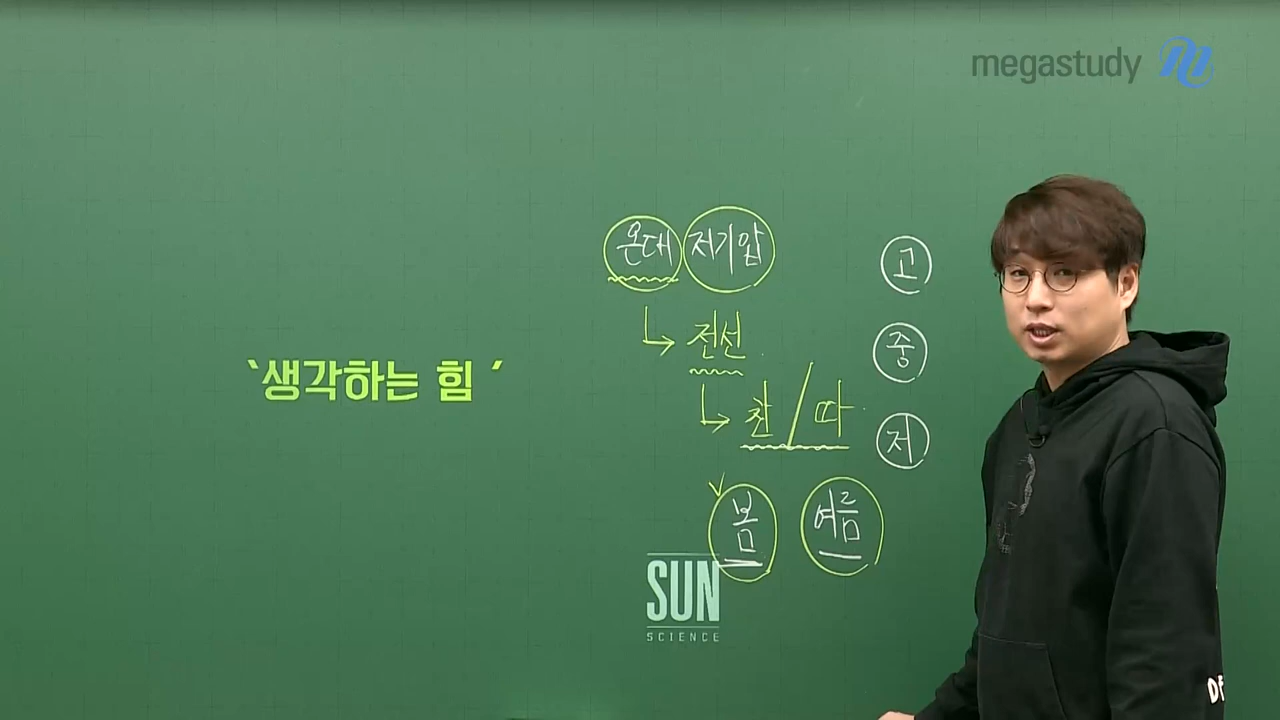 megastudy
온대 저기압
고
↳ 전선
중
'생각하는 힘'
↳ 찬 / 따
저
봄 여름
SUN
SCIENCE